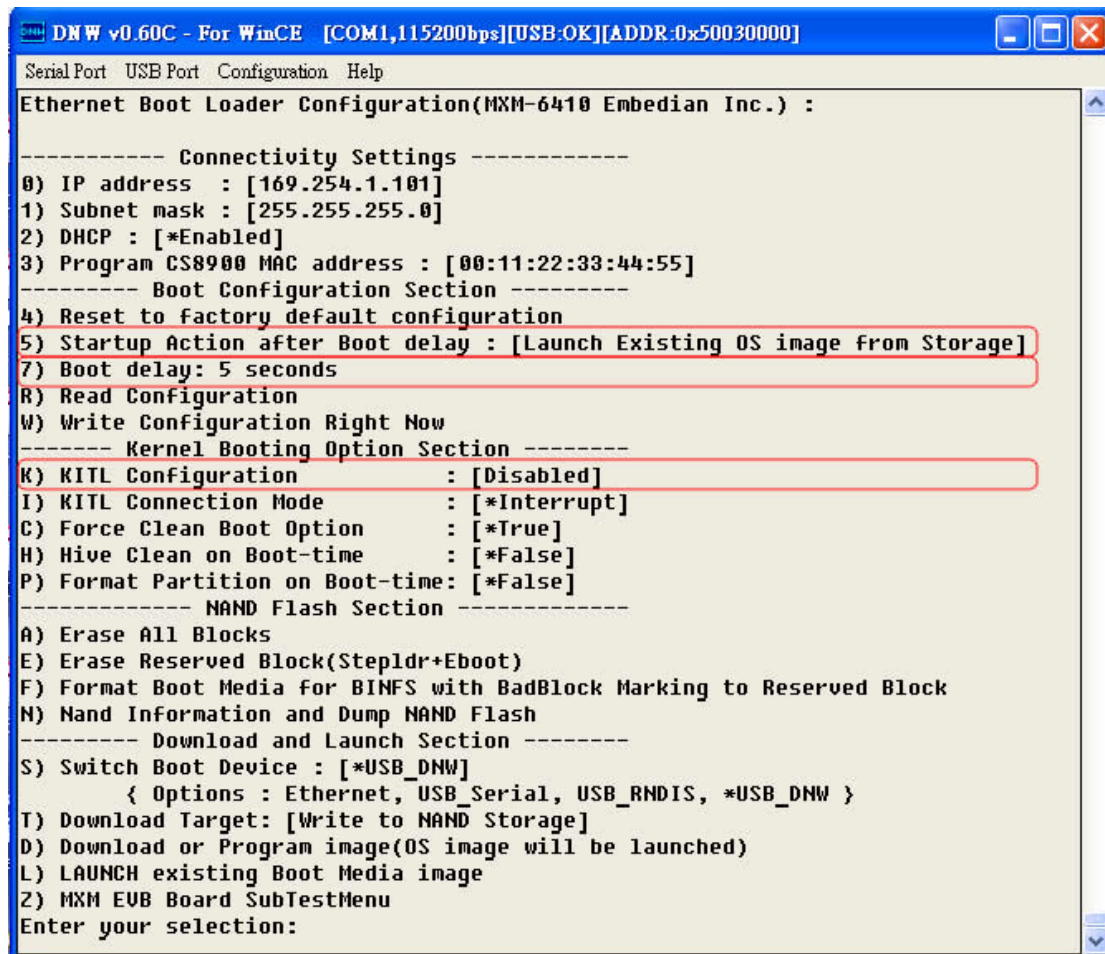 DNW v0.60C - For WinCE [COM1,115200bps][USB:OK][ADDR:0x50030000]
Serial Port USB Port Configuration Help
Ethernet Boot Loader Configuration(MXM-6410 Embedian Inc.) :
----------- Connectivity Settings ------------
0) IP address  : [169.254.1.101]
1) Subnet mask : [255.255.255.0]
2) DHCP : [*Enabled]
3) Program CS8900 MAC address : [00:11:22:33:44:55]
--------- Boot Configuration Section ---------
4) Reset to factory default configuration
5) Startup Action after Boot delay : [Launch Existing OS image from Storage]
7) Boot delay: 5 seconds
R) Read Configuration
W) Write Configuration Right Now
------- Kernel Booting Option Section --------
K) KITL Configuration          : [Disabled]
I) KITL Connection Mode        : [*Interrupt]
C) Force Clean Boot Option     : [*True]
H) Hive Clean on Boot-time     : [*False]
P) Format Partition on Boot-time: [*False]
------------- NAND Flash Section -------------
A) Erase All Blocks
E) Erase Reserved Block(Stepldr+Eboot)
F) Format Boot Media for BINFS with BadBlock Marking to Reserved Block
N) Nand Information and Dump NAND Flash
--------- Download and Launch Section --------
S) Switch Boot Device : [*USB_DNW]
{ Options : Ethernet, USB_Serial, USB_RNDIS, *USB_DNW }
T) Download Target: [Write to NAND Storage]
D) Download or Program image(OS image will be launched)
L) LAUNCH existing Boot Media image
Z) MXM EVB Board SubTestMenu
Enter your selection: